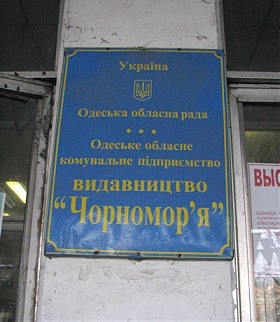 Україна
Одеська обласна рада
* * *
Одеське обласне
комунальне підприємство
видавництво
"Чорномор'я"